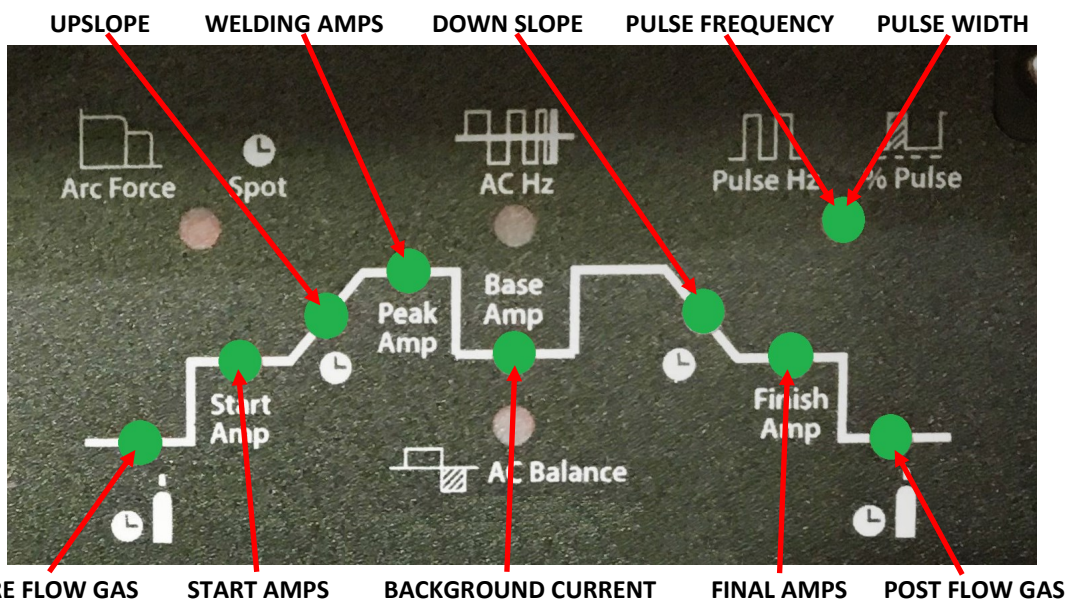 UPSLOPE WELDING AMPS DOWN SLOPE PULSE FREQUENCY PULSE WIDTH
Arc Force Spot AC Hz Pulse Hz % Pulse
Base
Amp
Peak
Amp
Start
Amp
Finish
Amp
AC Balance
RE FLOW GAS START AMPS BACKGROUND CURRENT FINAL AMPS POST FLOW GAS